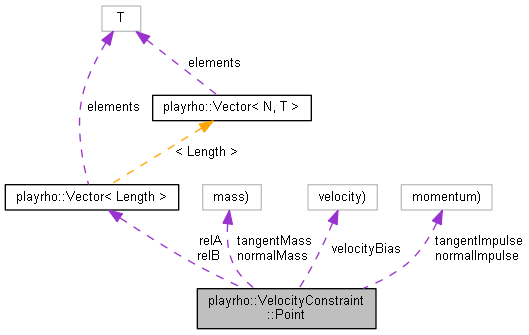 T
elements
elements
playrho::Vector< N, T >
< Length >
playrho::Vector< Length >
mass)
velocity)
momentum)
relA
relB
tangentMass
normalMass
velocityBias
tangentImpulse
normalImpulse
playrho::VelocityConstraint
::Point